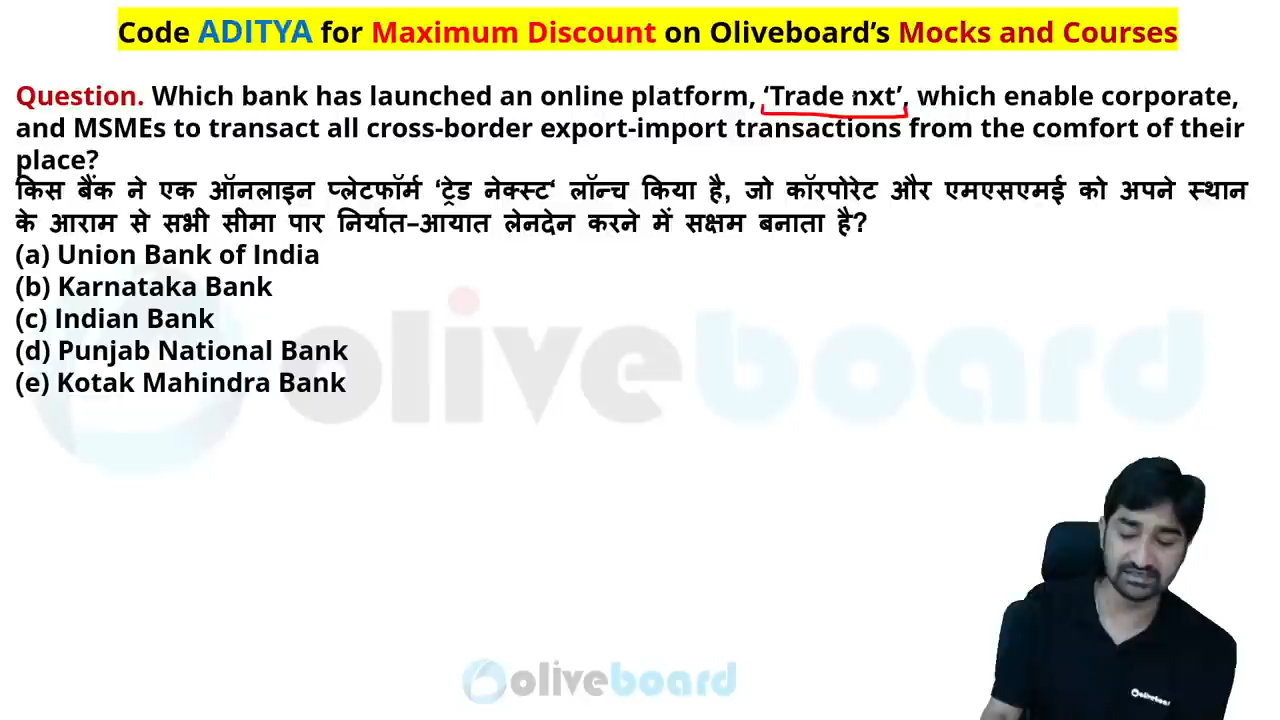 Code ADITYA for Maximum Discount on Oliveboard’s Mocks and Courses
Question. Which bank has launched an online platform, ‘Trade nxt’, which enable corporate,
and MSMEs to transact all cross-border export-import transactions from the comfort of their
place?
किस बैंक ने एक ऑनलाइन प्लेटफॉर्म ‘ट्रेड नेक्स्ट‘ लॉन्च किया है, जो कॉरपोरेट और एमएसएमई को अपने स्थान
के आराम से सभी सीमा पार निर्यात–आयात लेनदेन करने में सक्षम बनाता है?
(a) Union Bank of India
(b) Karnataka Bank
(c) Indian Bank
(d) Punjab National Bank
(e) Kotak Mahindra Bank
oliveboard
oliveboard
Oliveboard